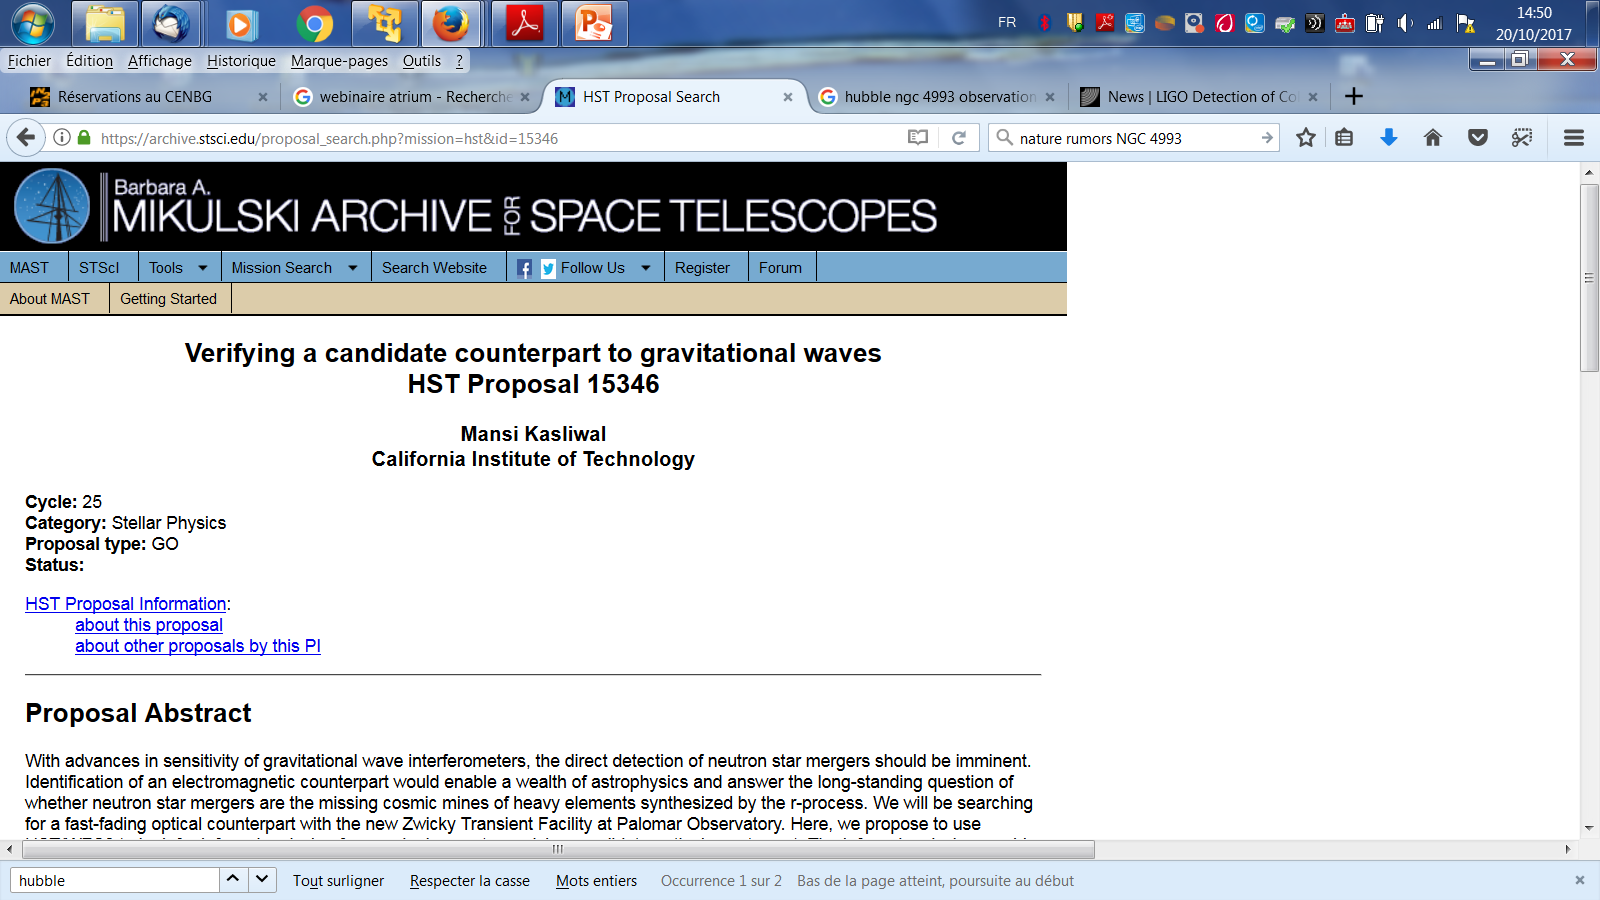 FR
14:50
20/10/2017
Fichier Édition Affichage Historique Marque-pages Outils ?
Réservations au CENBG
webinaire atrium - Recherche
HST Proposal Search
hubble ngc 4993 observation
News | LIGO Detection of Co
https://archive.stsci.edu/proposal_search.php?mission=hst&id=15346
nature rumors NGC 4993
Barbara A.
MIKULSKI ARCHIVE FOR SPACE TELESCOPES
MAST STScI Tools Mission Search Search Website Follow Us Register Forum
About MAST Getting Started
Verifying a candidate counterpart to gravitational waves
HST Proposal 15346
Mansi Kasliwal
California Institute of Technology
Cycle: 25
Category: Stellar Physics
Proposal type: GO
Status:
HST Proposal Information:
about this proposal
about other proposals by this PI
Proposal Abstract
With advances in sensitivity of gravitational wave interferometers, the direct detection of neutron star mergers should be imminent.
Identification of an electromagnetic counterpart would enable a wealth of astrophysics and answer the long-standing question of
whether neutron star mergers are the missing cosmic mines of heavy elements synthesized by the r-process. We will be searching
for a fast-fading optical counterpart with the new Zwicky Transient Facility at Palomar Observatory. Here, we propose to use
hubble
Tout surligner Respecter la casse Mots entiers Occurrence 1 sur 2 Bas de la page atteint, poursuite au début